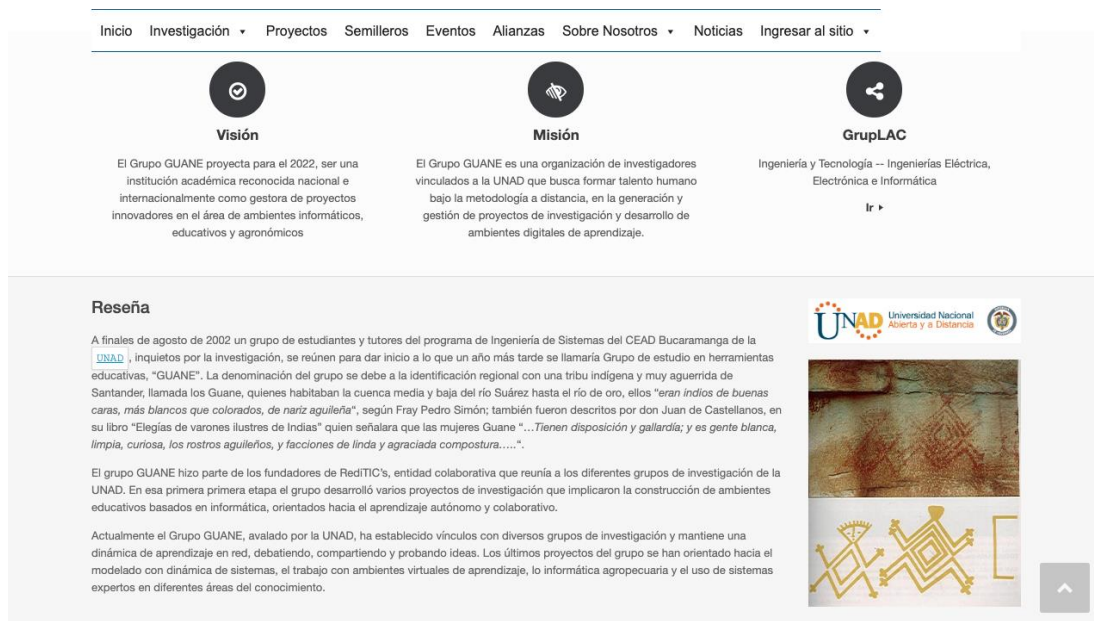 Inicio Investigación Proyectos Semilleros Eventos Alianzas Sobre Nosotros Noticias Ingresar al sitio
Visión
El Grupo GUANE proyecta para el 2022, ser una
institución académica reconocida nacional e
internacionalmente como gestora de proyectos
innovadores en el área de ambientes informáticos,
educativos y agronómicos
Misión
El Grupo GUANE es una organización de investigadores
vinculados a la UNAD que busca formar talento humano
bajo la metodología a distancia, en la generación y
gestión de proyectos de investigación y desarrollo de
ambientes digitales de aprendizaje.
GrupLAC
Ingeniería y Tecnología -- Ingenierías Eléctrica,
Electrónica e Informática
Ir
Reseña
A finales de agosto de 2002 un grupo de estudiantes y tutores del programa de Ingeniería de Sistemas del CEAD Bucaramanga de la
UNAD , inquietos por la investigación, se reúnen para dar inicio a lo que un año más tarde se llamaría Grupo de estudio en herramientas
educativas, “GUANE”. La denominación del grupo se debe a la identificación regional con una tribu indígena y muy aguerrida de
Santander, llamada los Guane, quienes habitaban la cuenca media y baja del río Suárez hasta el río de oro, ellos “eran indios de buenas
caras, más blancos que colorados, de nariz aguileña“, según Fray Pedro Simón; también fueron descritos por don Juan de Castellanos, en
su libro “Elegías de varones ilustres de Indias” quien señalara que las mujeres Guane “…Tienen disposición y gallardía; y es gente blanca,
limpia, curiosa, los rostros aguileños, y facciones de linda y agraciada compostura…..“.
El grupo GUANE hizo parte de los fundadores de RediTIC’s, entidad colaborativa que reunía a los diferentes grupos de investigación de la
UNAD. En esa primera primera etapa el grupo desarrolló varios proyectos de investigación que implicaron la construcción de ambientes
educativos basados en informática, orientados hacia el aprendizaje autónomo y colaborativo.
Actualmente el Grupo GUANE, avalado por la UNAD, ha establecido vínculos con diversos grupos de investigación y mantiene una
dinámica de aprendizaje en red, debatiendo, compartiendo y probando ideas. Los últimos proyectos del grupo se han orientado hacia el
modelado con dinámica de sistemas, el trabajo con ambientes virtuales de aprendizaje, lo informática agropecuaria y el uso de sistemas
expertos en diferentes áreas del conocimiento.
UNAD Universidad Nacional
Abierta y a Distancia